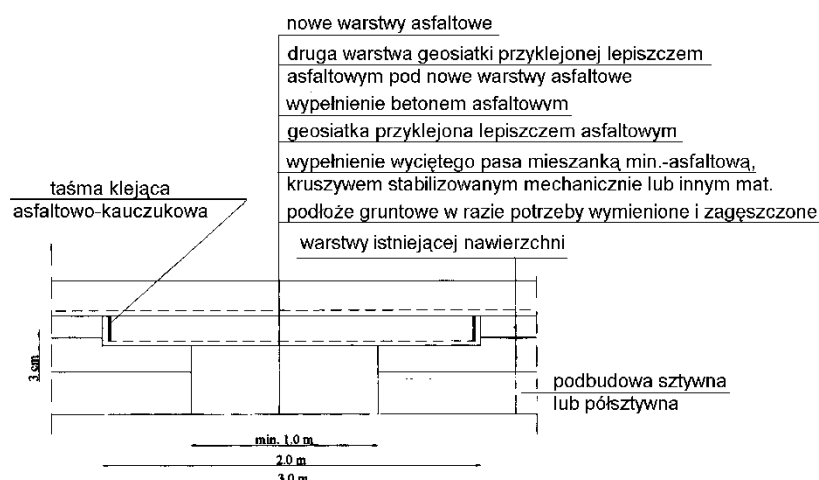 nowe warstwy asfaltowe
druga warstwa geosiatki przyklejonej lepiszczem
asfaltowym pod nowe warstwy asfaltowe
wypełnienie betonem asfaltowym
geosiatka przyklejona lepiszczem asfaltowym
wypełnienie wyciętego pasa mieszanką min.-asfaltową,
kruszywem stabilizowanym mechanicznie lub innym mat.
podłoże gruntowe w razie potrzeby wymienione i zagęszczone
warstwy istniejącej nawierzchni
taśma klejąca
asfaltowo-kauczukowa
3 cm
podbudowa sztywna
lub półsztywna
min. 1,0 m
2.0 m
3.0 m